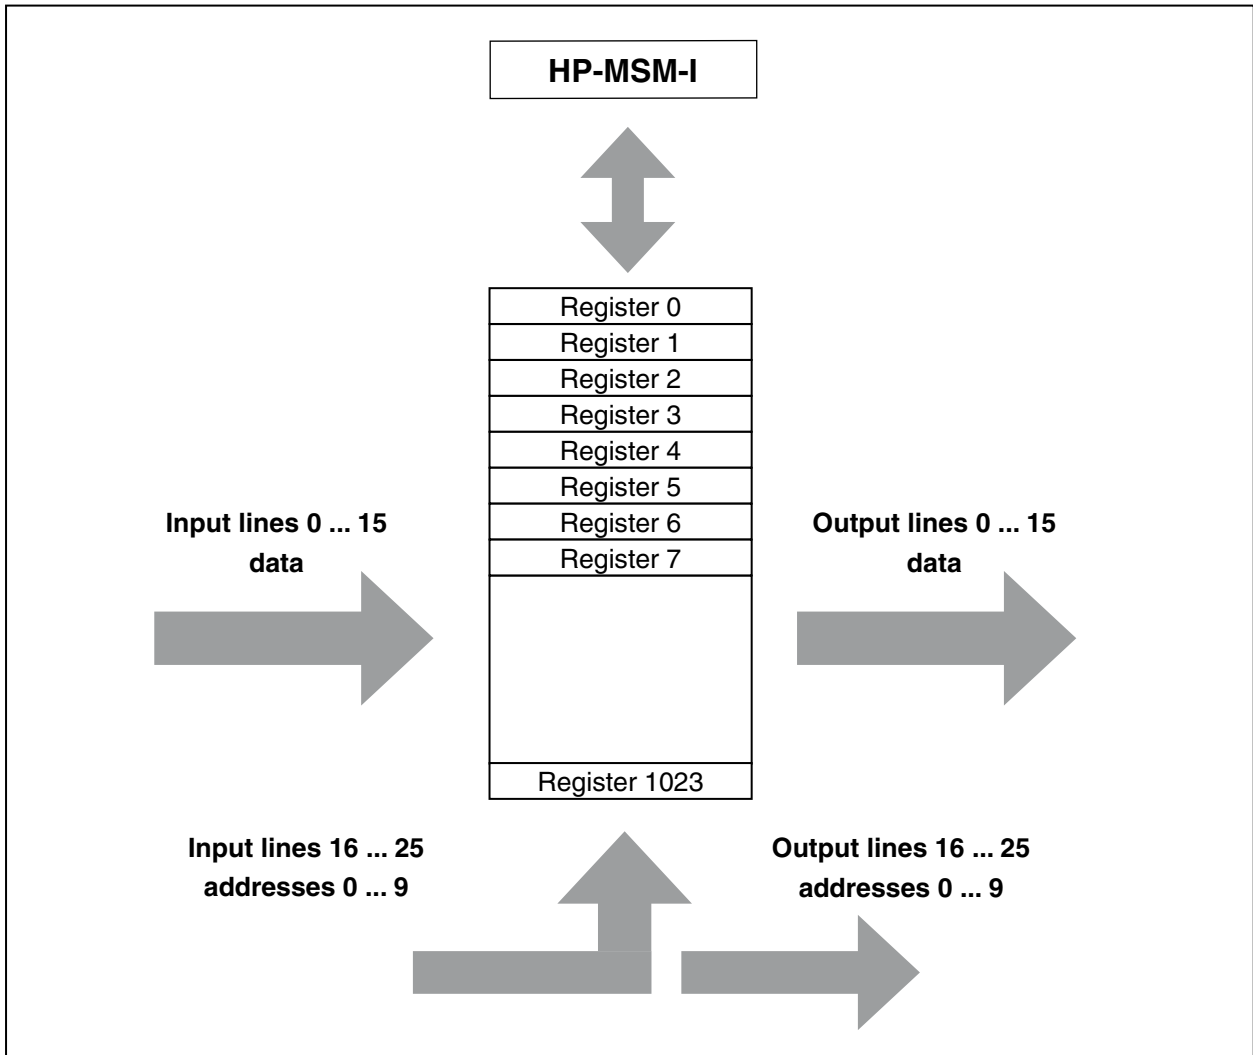 HP-MSM-I
Register 0
Register 1
Register 2
Register 3
Register 4
Register 5
Register 6
Register 7
Register 1023
Input lines 0 ... 15
data
Output lines 0 ... 15
data
Input lines 16 ... 25
addresses 0 ... 9
Output lines 16 ... 25
addresses 0 ... 9